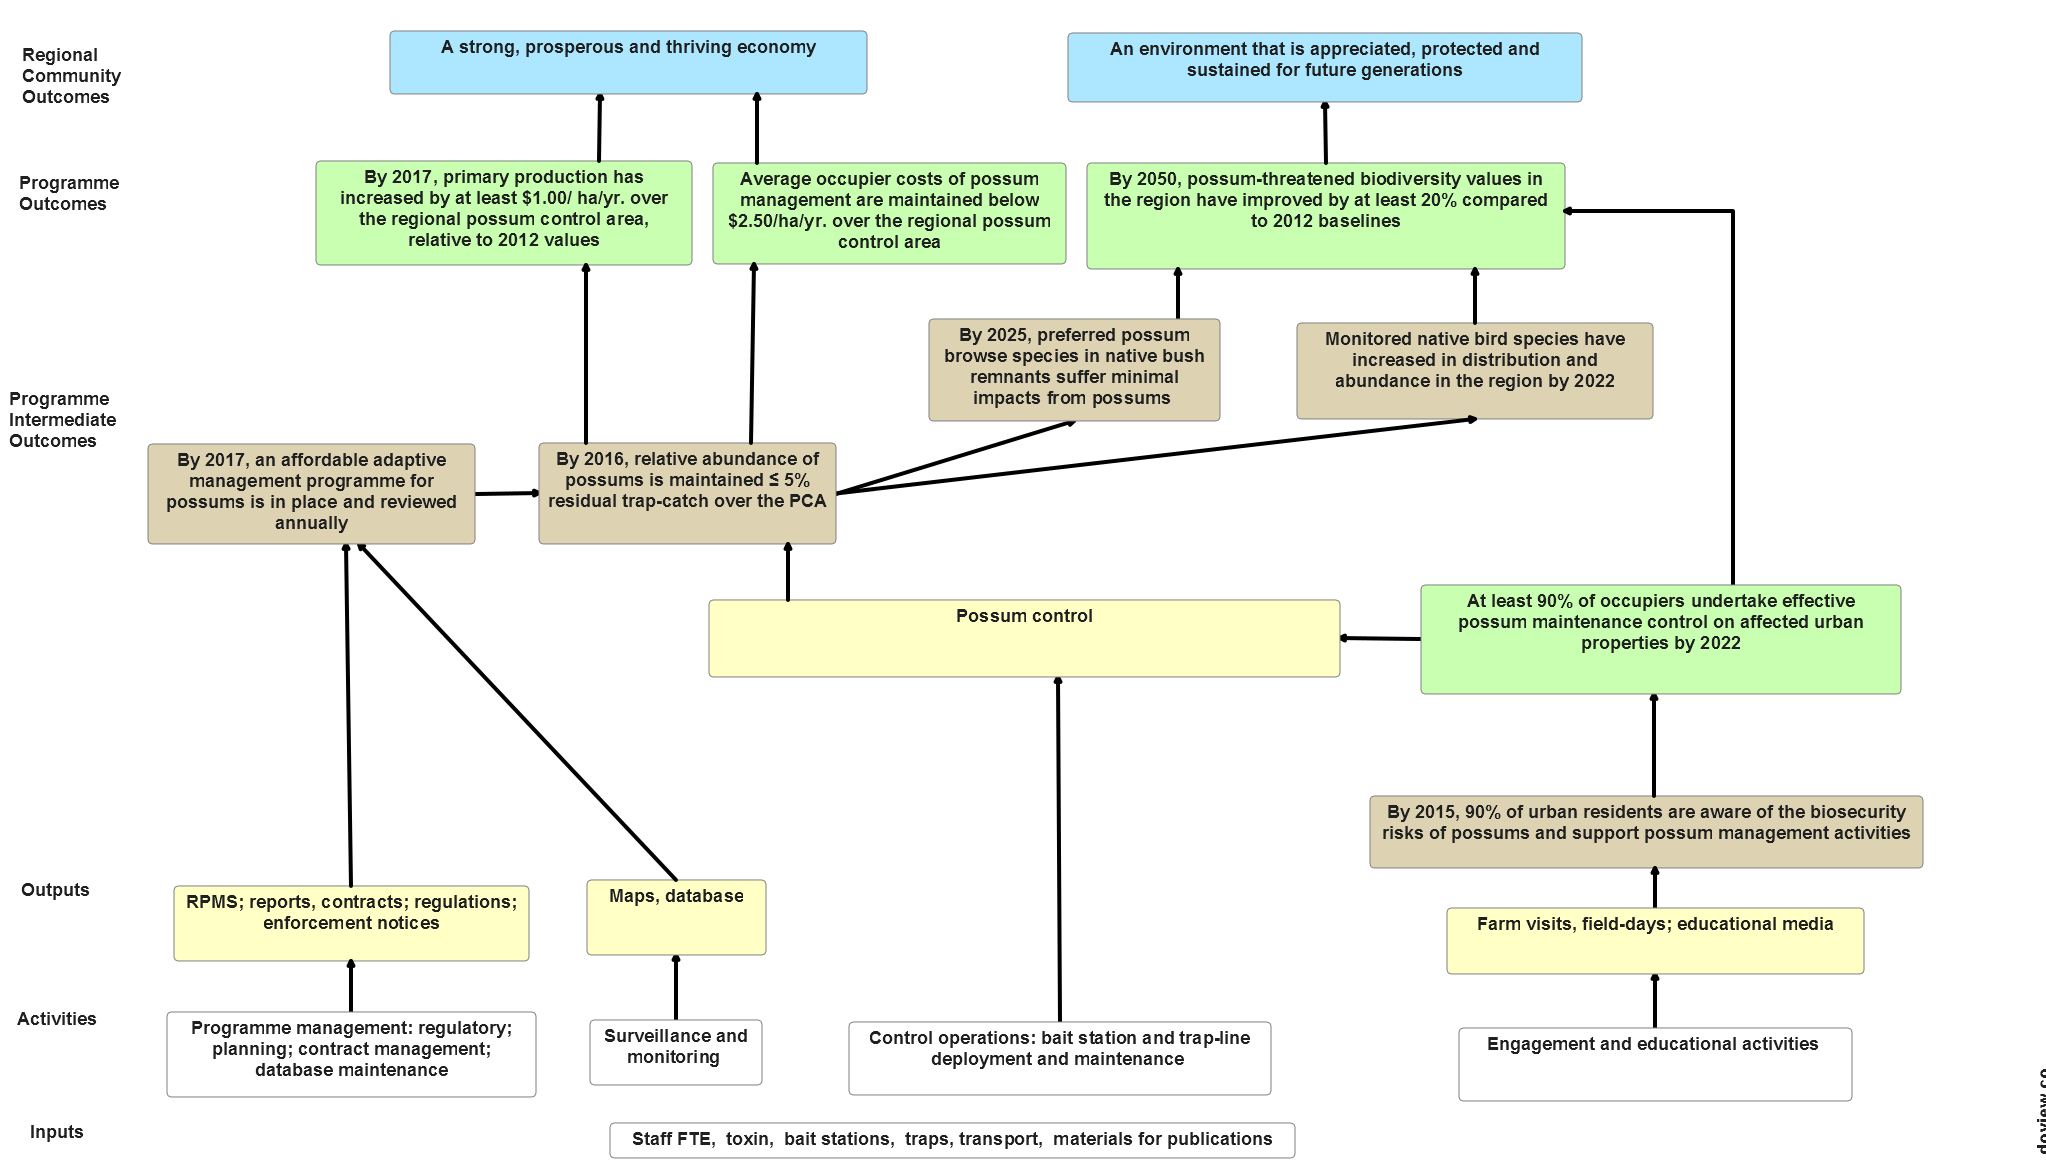 Regional
Community
Outcomes
A strong, prosperous and thriving economy
An environment that is appreciated, protected and
sustained for future generations
Programme
Outcomes
By 2017, primary production has
increased by at least $1.00/ ha/yr. over
the regional possum control area,
relative to 2012 values
Average occupier costs of possum
management are maintained below
$2.50/ha/yr. over the regional possum
control area
By 2050, possum-threatened biodiversity values in
the region have improved by at least 20% compared
to 2012 baselines
By 2025, preferred possum
browse species in native bush
remnants suffer minimal
impacts from possums
Monitored native bird species have
increased in distribution and
abundance in the region by 2022
Programme
Intermediate
Outcomes
By 2017, an affordable adaptive
management programme for
possums is in place and reviewed
annually
By 2016, relative abundance of
possums is maintained ≤ 5%
residual trap-catch over the PCA
Possum control
At least 90% of occupiers undertake effective
possum maintenance control on affected urban
properties by 2022
By 2015, 90% of urban residents are aware of the biosecurity
risks of possums and support possum management activities
Outputs
RPMS; reports, contracts; regulations;
enforcement notices
Maps, database
Farm visits, field-days; educational media
Activities
Programme management: regulatory;
planning; contract management;
database maintenance
Surveillance and
monitoring
Control operations: bait station and trap-line
deployment and maintenance
Engagement and educational activities
Inputs
Staff FTE, toxin, bait stations, traps, transport, materials for publications
doview.co